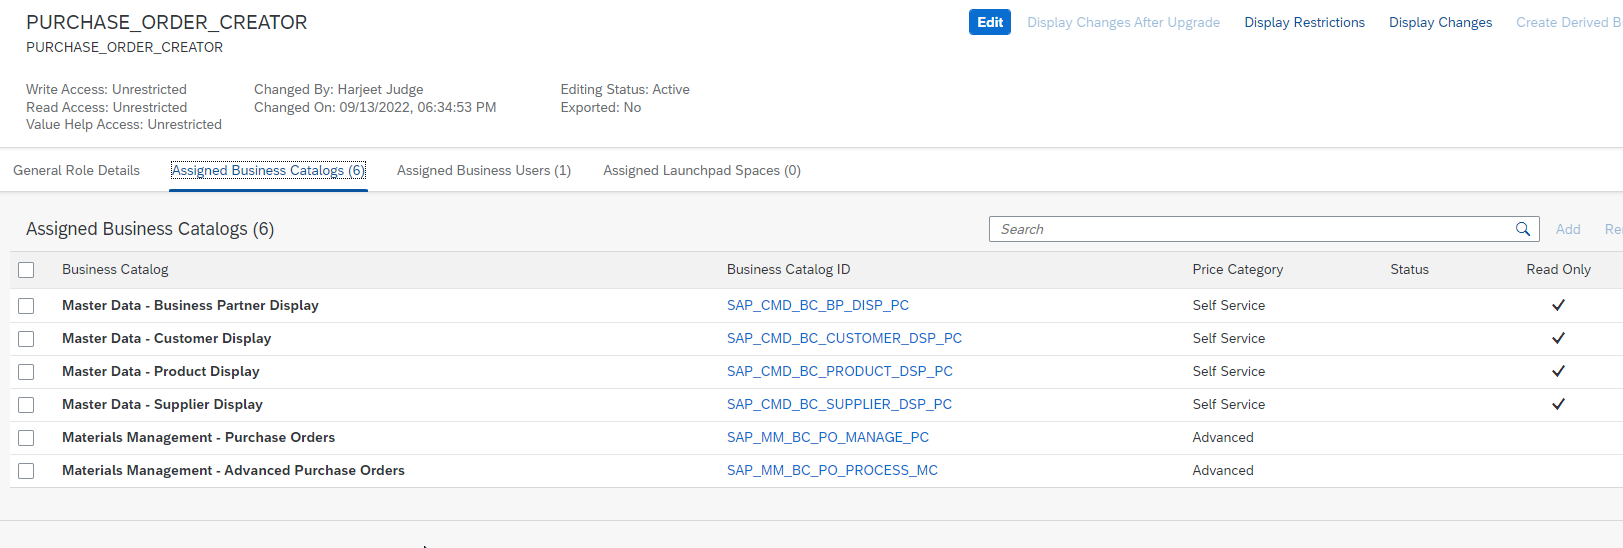 PURCHASE_ORDER_CREATOR
Edit Display Changes After Upgrade Display Restrictions Display Changes Create Derived B
PURCHASE_ORDER_CREATOR
Write Access: Unrestricted Changed By: Harjeet Judge Editing Status: Active
Read Access: Unrestricted Changed On: 09/13/2022, 06:34:53 PM Exported: No
Value Help Access: Unrestricted
General Role Details Assigned Business Catalogs (6) Assigned Business Users (1) Assigned Launchpad Spaces (0)
Assigned Business Catalogs (6) Search Add Re
Business Catalog Business Catalog ID Price Category Status Read Only
Master Data - Business Partner Display SAP_CMD_BC_BP_DISP_PC Self Service
Master Data - Customer Display SAP_CMD_BC_CUSTOMER_DSP_PC Self Service
Master Data - Product Display SAP_CMD_BC_PRODUCT_DSP_PC Self Service
Master Data - Supplier Display SAP_CMD_BC_SUPPLIER_DSP_PC Self Service
Materials Management - Purchase Orders SAP_MM_BC_PO_MANAGE_PC Advanced
Materials Management - Advanced Purchase Orders SAP_MM_BC_PO_PROCESS_MC Advanced